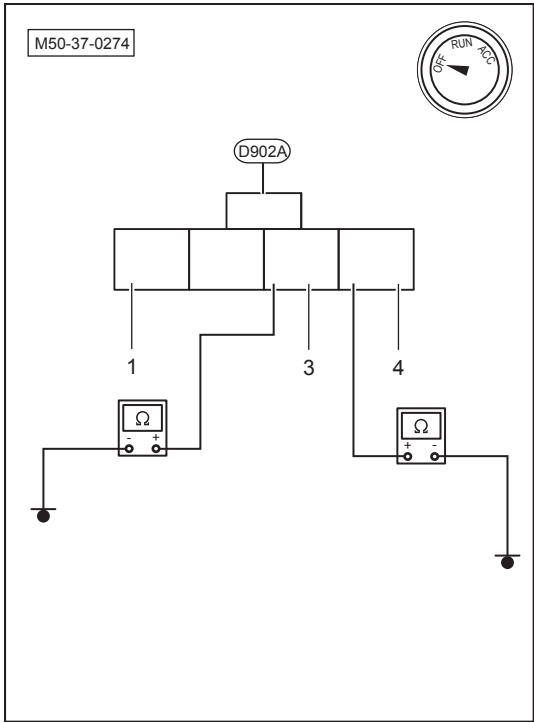 M50-37-0274
OFF RUN ACC
D902A
1 3 4
Ω
- +
Ω
+ -